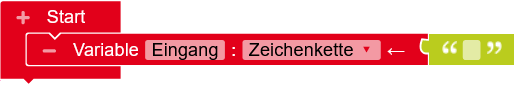 + Start
− Variable Eingang : Zeichenkette ▾ ← “ ”